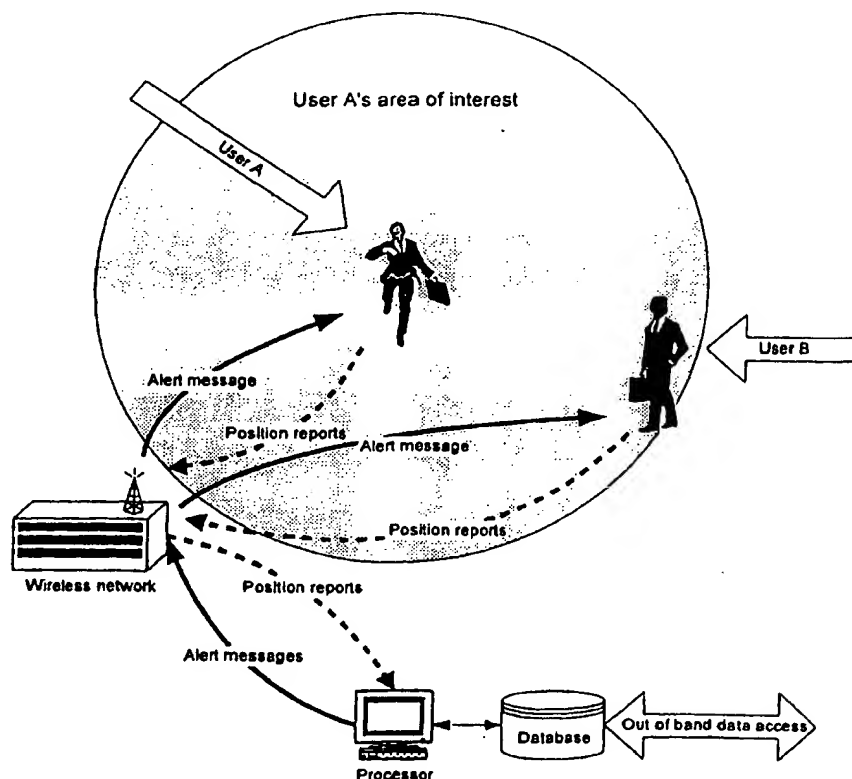 User A's area of interest
User A
User B
Alert message
Position reports
Alert message
Position reports
Wireless network
Position reports
Alert messages
Out of band data access
Database
Processor